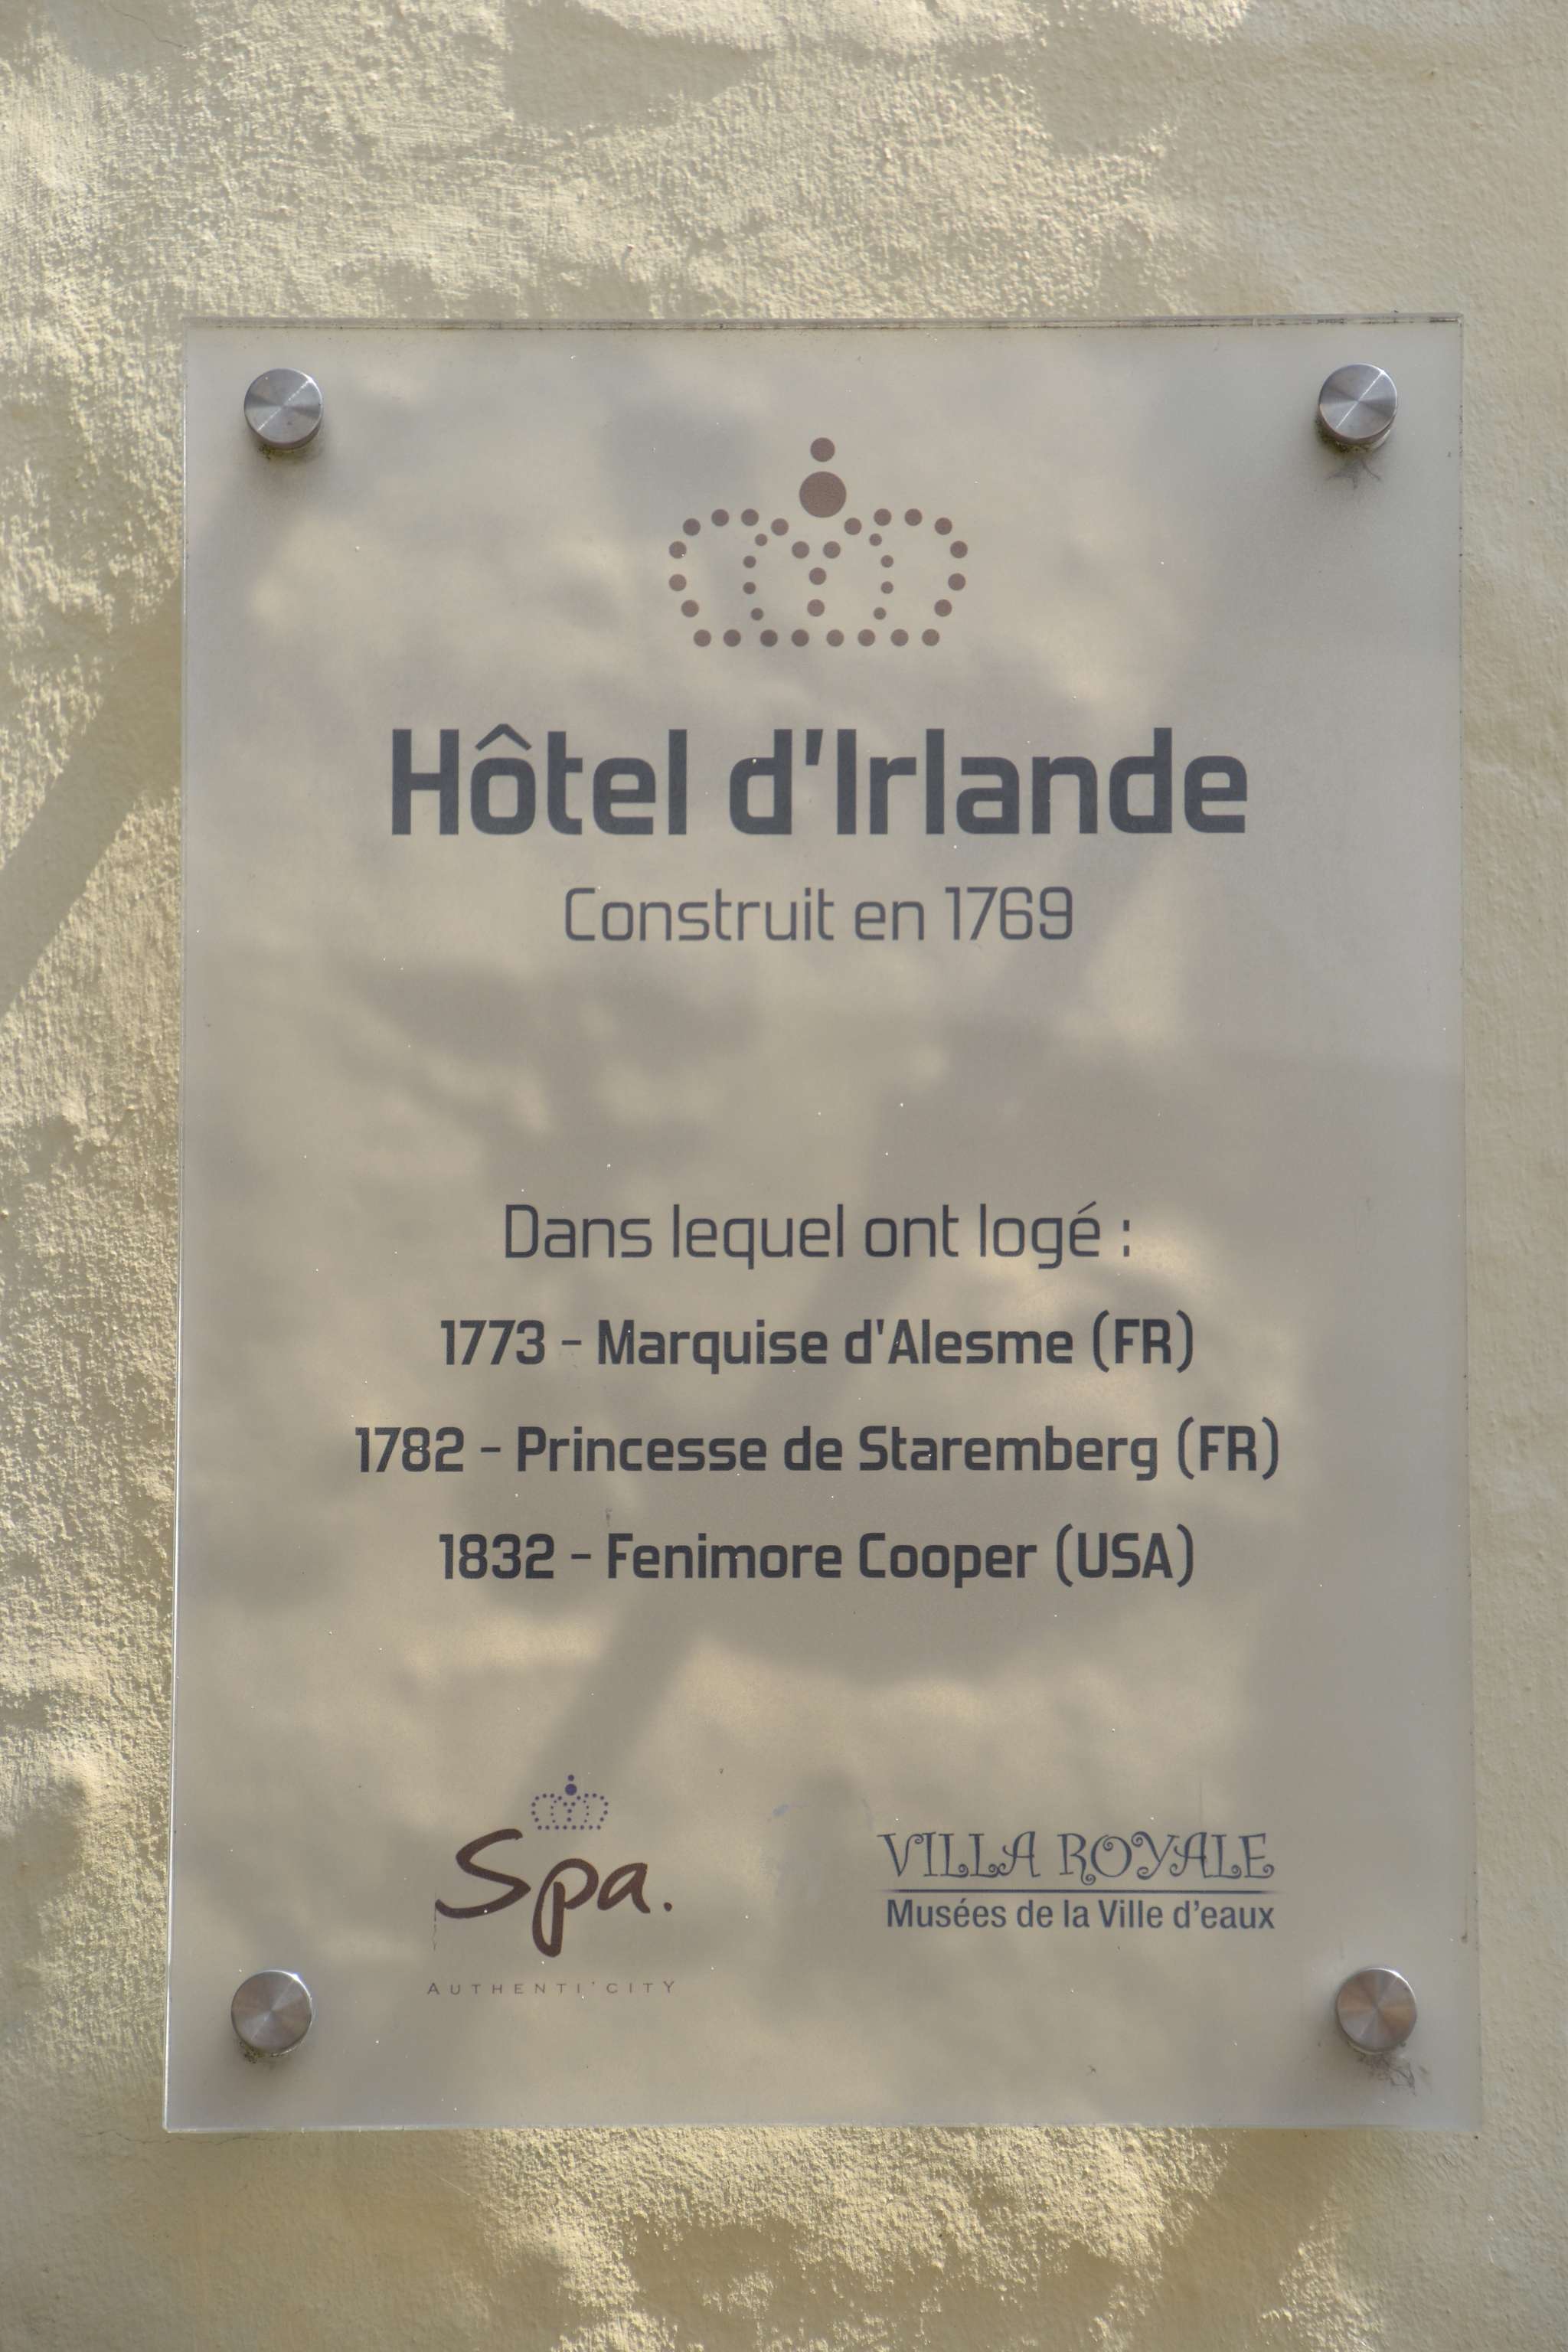 Hôtel d'Irlande
Construit en 1769
Dans lequel ont logé :
1773 - Marquise d'Alesme (FR)
1782 - Princesse de Staremberg (FR)
1832 - Fenimore Cooper (USA)
Spa.
AUTHENTI'CITY
VILLA ROYALE
Musées de la Ville d'eaux